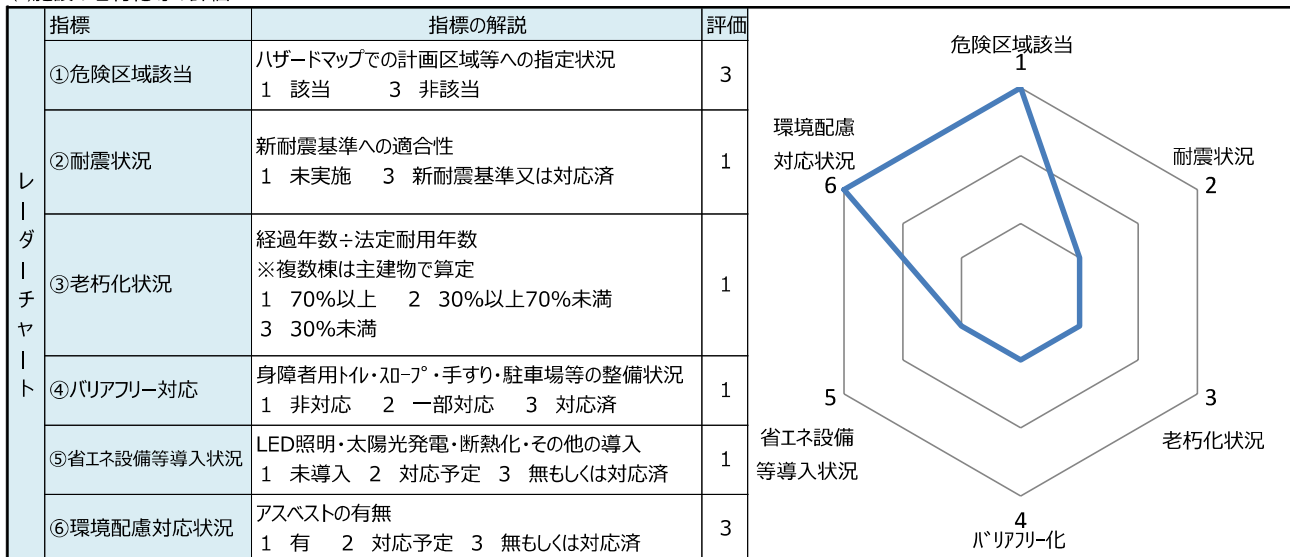 指標 指標の解説 評価
レーダーチャート
①危険区域該当
ハザードマップでの計画区域等への指定状況
1 該当 3 非該当
3
②耐震状況
新耐震基準への適合性
1 未実施 3 新耐震基準又は対応済
1
③老朽化状況
経過年数÷法定耐用年数
※複数棟は主建物で算定
1 70%以上 2 30%以上70%未満
3 30%未満
1
④バリアフリー対応
身障者用トイレ・スロープ・手すり・駐車場等の整備状況
1 非対応 2 一部対応 3 対応済
1
⑤省エネ設備等導入状況
LED照明・太陽光発電・断熱化・その他の導入
1 未導入 2 対応予定 3 無もしくは対応済
1
⑥環境配慮対応状況
アスベストの有無
1 有 2 対応予定 3 無もしくは対応済
3
危険区域該当
1
耐震状況
2
3
老朽化状況
4
バリアフリー化
5
省エネ設備
等導入状況
環境配慮
対応状況
6